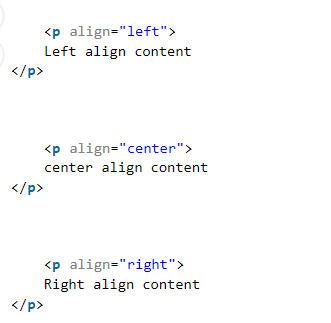 <p align="left">
Left align content
</p>
<p align="center">
center align content
</p>
<p align="right">
Right align content
</p>